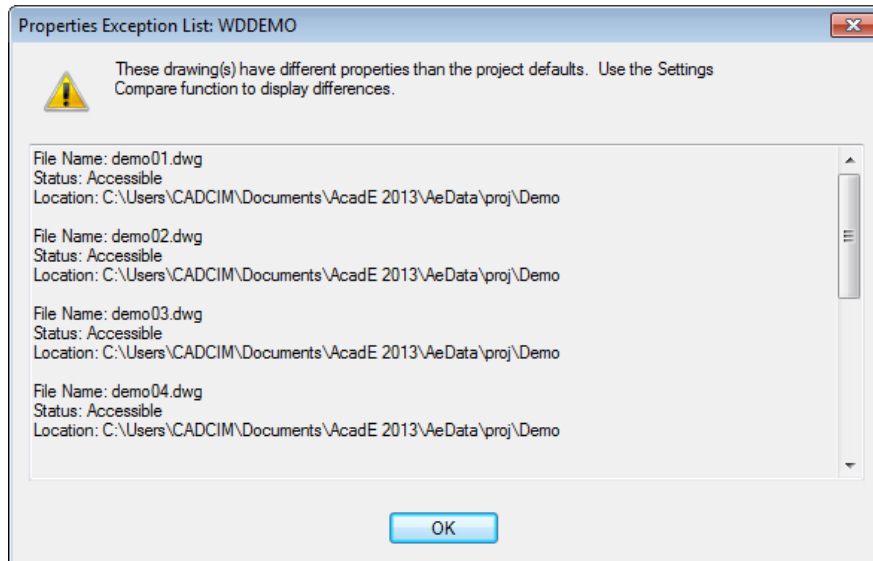 Properties Exception List: WDDEMO
These drawing(s) have different properties than the project defaults. Use the Settings
Compare function to display differences.
File Name: demo01.dwg
Status: Accessible
Location: C:\Users\CADCIM\Documents\AcadE 2013\AeData\proj\Demo
File Name: demo02.dwg
Status: Accessible
Location: C:\Users\CADCIM\Documents\AcadE 2013\AeData\proj\Demo
File Name: demo03.dwg
Status: Accessible
Location: C:\Users\CADCIM\Documents\AcadE 2013\AeData\proj\Demo
File Name: demo04.dwg
Status: Accessible
Location: C:\Users\CADCIM\Documents\AcadE 2013\AeData\proj\Demo
OK